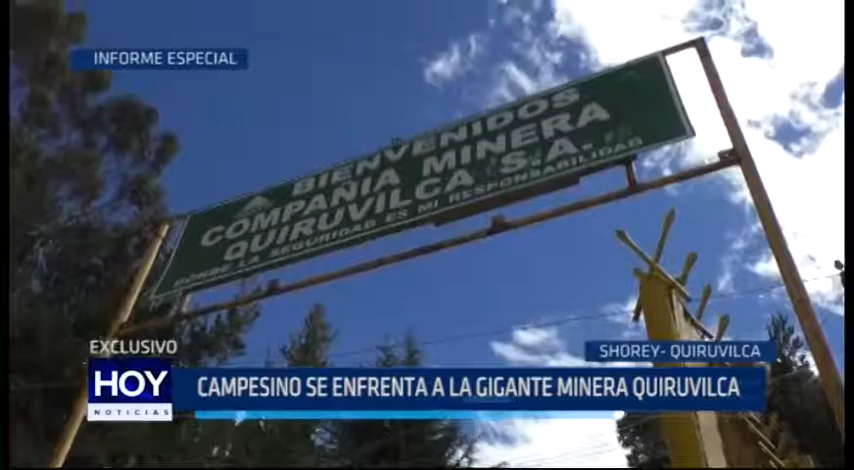 INFORME ESPECIAL
BIENVENIDOS
COMPAÑIA MINERA
QUIRUVILCA S.A.
DONDE LA SEGURIDAD ES MI RESPONSABILIDAD
EXCLUSIVO
SHOREY- QUIRUVILCA
HOY
NOTICIAS
CAMPESINO SE ENFRENTA A LA GIGANTE MINERA QUIRUVILCA